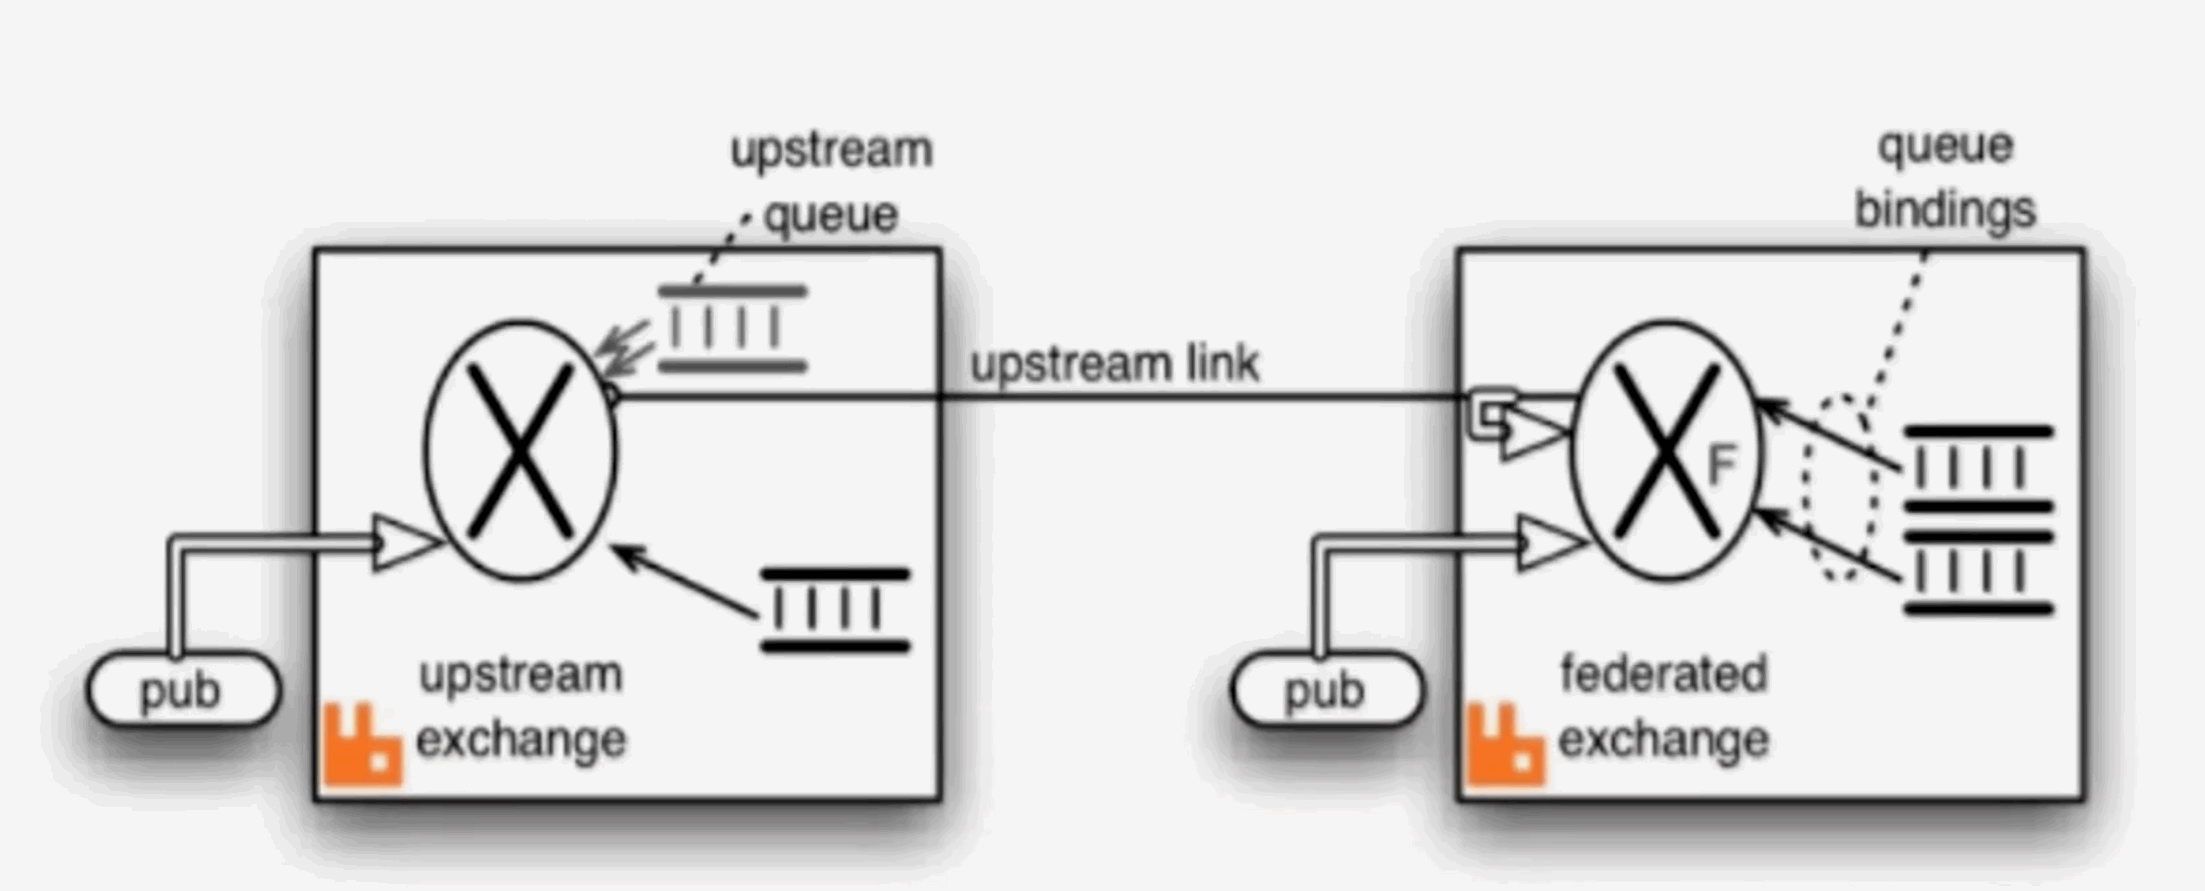 upstream
queue
queue
bindings
upstream link
F
pub
upstream
exchange
pub
federated
exchange